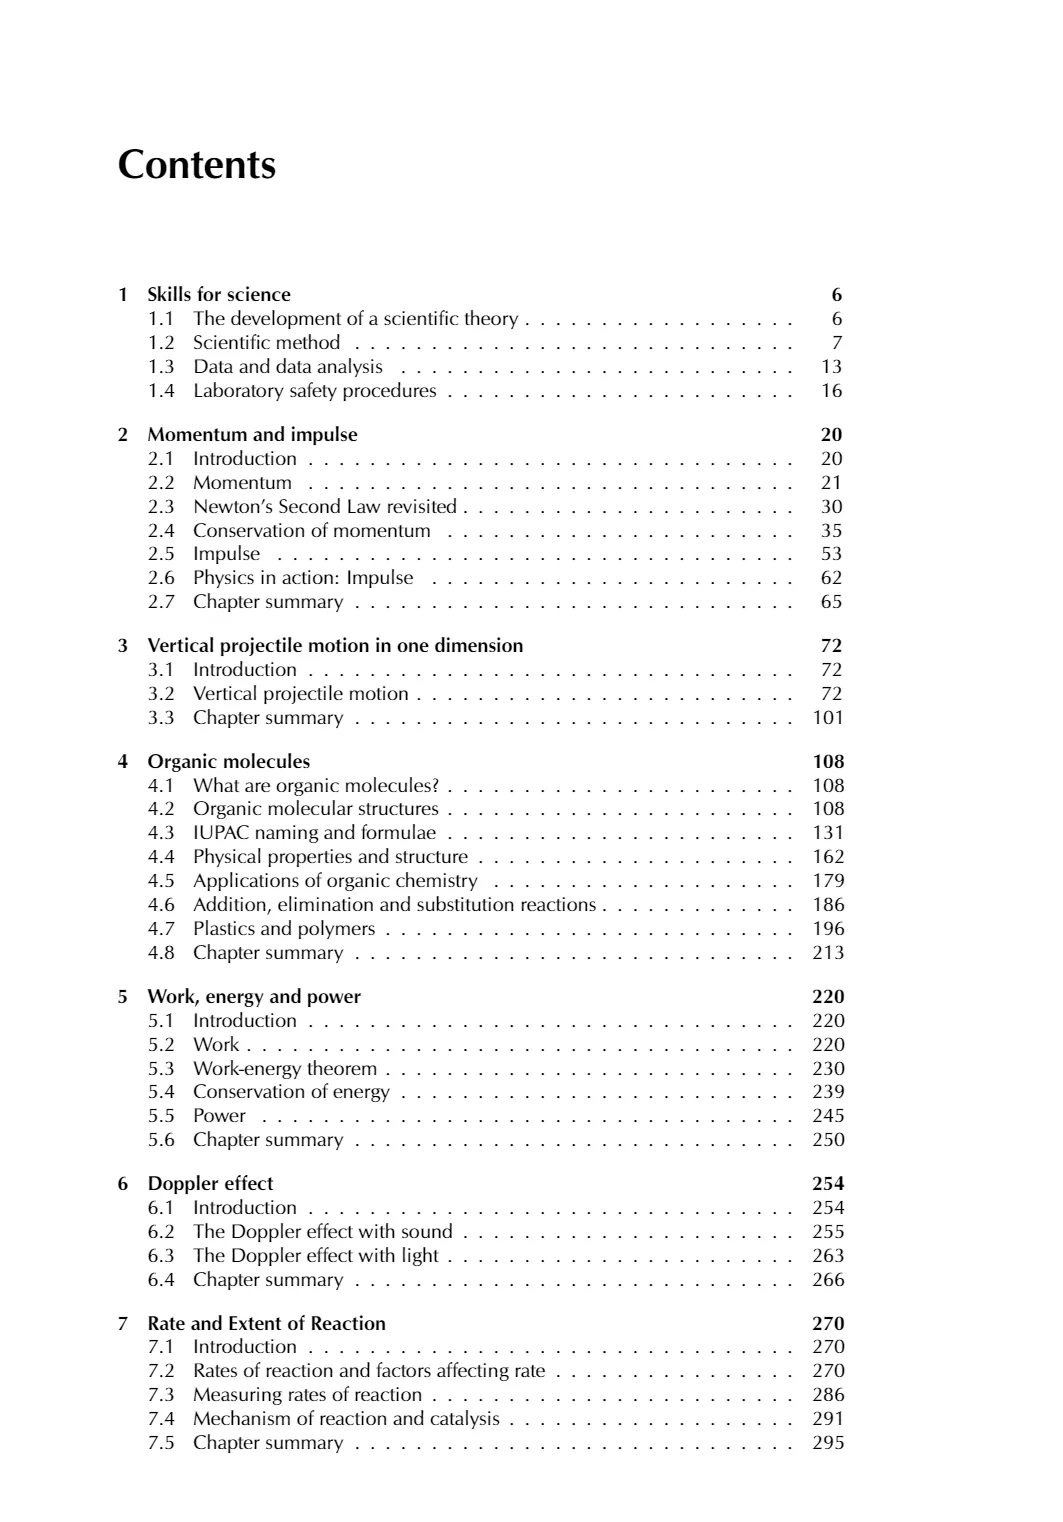 Contents
1 Skills for science 6
1.1 The development of a scientific theory . . . . . . . . . . . . . . . . . . 6
1.2 Scientific method . . . . . . . . . . . . . . . . . . . . . . . . . . . . . 7
1.3 Data and data analysis . . . . . . . . . . . . . . . . . . . . . . . . . . 13
1.4 Laboratory safety procedures . . . . . . . . . . . . . . . . . . . . . . . 16
2 Momentum and impulse 20
2.1 Introduction . . . . . . . . . . . . . . . . . . . . . . . . . . . . . . . . 20
2.2 Momentum . . . . . . . . . . . . . . . . . . . . . . . . . . . . . . . . 21
2.3 Newton's Second Law revisited . . . . . . . . . . . . . . . . . . . . . . 30
2.4 Conservation of momentum . . . . . . . . . . . . . . . . . . . . . . . 35
2.5 Impulse . . . . . . . . . . . . . . . . . . . . . . . . . . . . . . . . . . 53
2.6 Physics in action: Impulse . . . . . . . . . . . . . . . . . . . . . . . . 62
2.7 Chapter summary . . . . . . . . . . . . . . . . . . . . . . . . . . . . . 65
3 Vertical projectile motion in one dimension 72
3.1 Introduction . . . . . . . . . . . . . . . . . . . . . . . . . . . . . . . . 72
3.2 Vertical projectile motion . . . . . . . . . . . . . . . . . . . . . . . . . 72
3.3 Chapter summary . . . . . . . . . . . . . . . . . . . . . . . . . . . . . 101
4 Organic molecules 108
4.1 What are organic molecules? . . . . . . . . . . . . . . . . . . . . . . . 108
4.2 Organic molecular structures . . . . . . . . . . . . . . . . . . . . . . . 108
4.3 IUPAC naming and formulae . . . . . . . . . . . . . . . . . . . . . . . 131
4.4 Physical properties and structure . . . . . . . . . . . . . . . . . . . . . 162
4.5 Applications of organic chemistry . . . . . . . . . . . . . . . . . . . . 179
4.6 Addition, elimination and substitution reactions . . . . . . . . . . . . . 186
4.7 Plastics and polymers . . . . . . . . . . . . . . . . . . . . . . . . . . . 196
4.8 Chapter summary . . . . . . . . . . . . . . . . . . . . . . . . . . . . . 213
5 Work, energy and power 220
5.1 Introduction . . . . . . . . . . . . . . . . . . . . . . . . . . . . . . . . 220
5.2 Work . . . . . . . . . . . . . . . . . . . . . . . . . . . . . . . . . . . . 220
5.3 Work-energy theorem . . . . . . . . . . . . . . . . . . . . . . . . . . . 230
5.4 Conservation of energy . . . . . . . . . . . . . . . . . . . . . . . . . . 239
5.5 Power . . . . . . . . . . . . . . . . . . . . . . . . . . . . . . . . . . . 245
5.6 Chapter summary . . . . . . . . . . . . . . . . . . . . . . . . . . . . . 250
6 Doppler effect 254
6.1 Introduction . . . . . . . . . . . . . . . . . . . . . . . . . . . . . . . . 254
6.2 The Doppler effect with sound . . . . . . . . . . . . . . . . . . . . . . 255
6.3 The Doppler effect with light . . . . . . . . . . . . . . . . . . . . . . . 263
6.4 Chapter summary . . . . . . . . . . . . . . . . . . . . . . . . . . . . . 266
7 Rate and Extent of Reaction 270
7.1 Introduction . . . . . . . . . . . . . . . . . . . . . . . . . . . . . . . . 270
7.2 Rates of reaction and factors affecting rate . . . . . . . . . . . . . . . . 270
7.3 Measuring rates of reaction . . . . . . . . . . . . . . . . . . . . . . . . 286
7.4 Mechanism of reaction and catalysis . . . . . . . . . . . . . . . . . . . 291
7.5 Chapter summary . . . . . . . . . . . . . . . . . . . . . . . . . . . . . 295